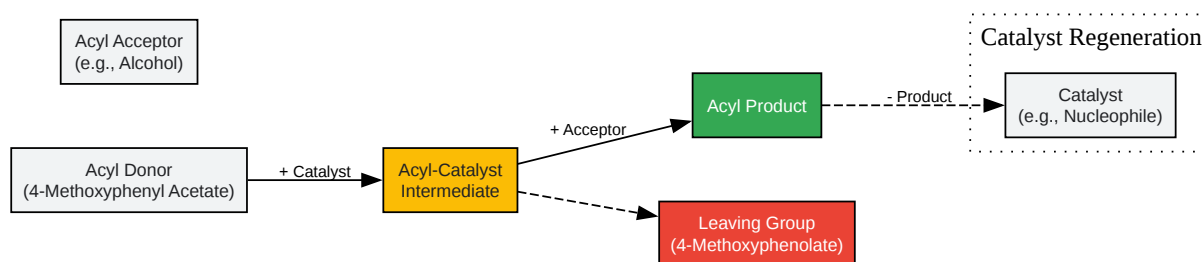 Acyl Acceptor
(e.g., Alcohol)
Catalyst Regeneration
Acyl Product
- Product
Catalyst
(e.g., Nucleophile)
+ Acceptor
Acyl Donor
(4-Methoxyphenyl Acetate)
+ Catalyst
Acyl-Catalyst
Intermediate
Leaving Group
(4-Methoxyphenolate)